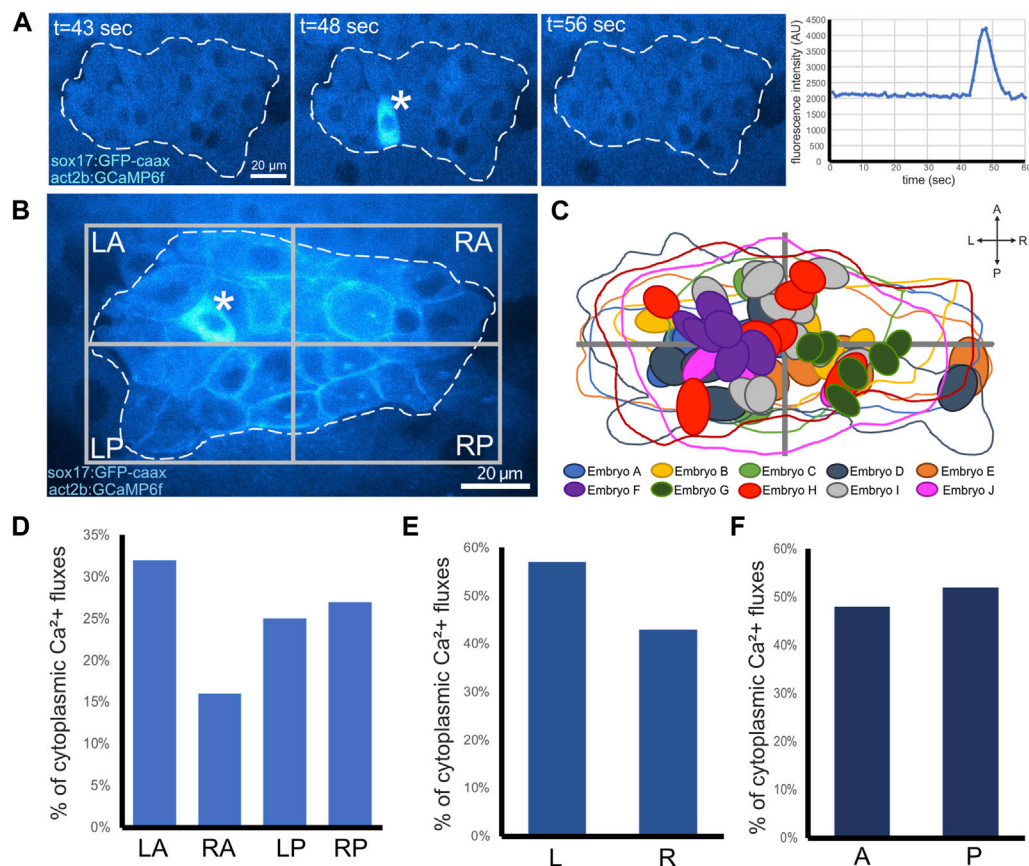 A
t=43 sec
t=48 sec
t=56 sec
*
sox17:GFP-caax
act2b:GCaMP6f
20 µm
fluorescence intensity (AU)
4500
4000
3500
3000
2500
2000
1500
1000
500
0
0 10 20 30 40 50 60
time (sec)
B
LA
RA
*
LP
RP
sox17:GFP-caax
act2b:GCaMP6f
20 µm
C
A
L R
P
Embryo A Embryo B Embryo C Embryo D Embryo E
Embryo F Embryo G Embryo H Embryo I Embryo J
D
% of cytoplasmic Ca²+ fluxes
35%
30%
25%
20%
15%
10%
5%
0%
LA RA LP RP
E
% of cytoplasmic Ca²+ fluxes
60%
50%
40%
30%
20%
10%
0%
L R
F
% of cytoplasmic Ca²+ fluxes
60%
50%
40%
30%
20%
10%
0%
A P